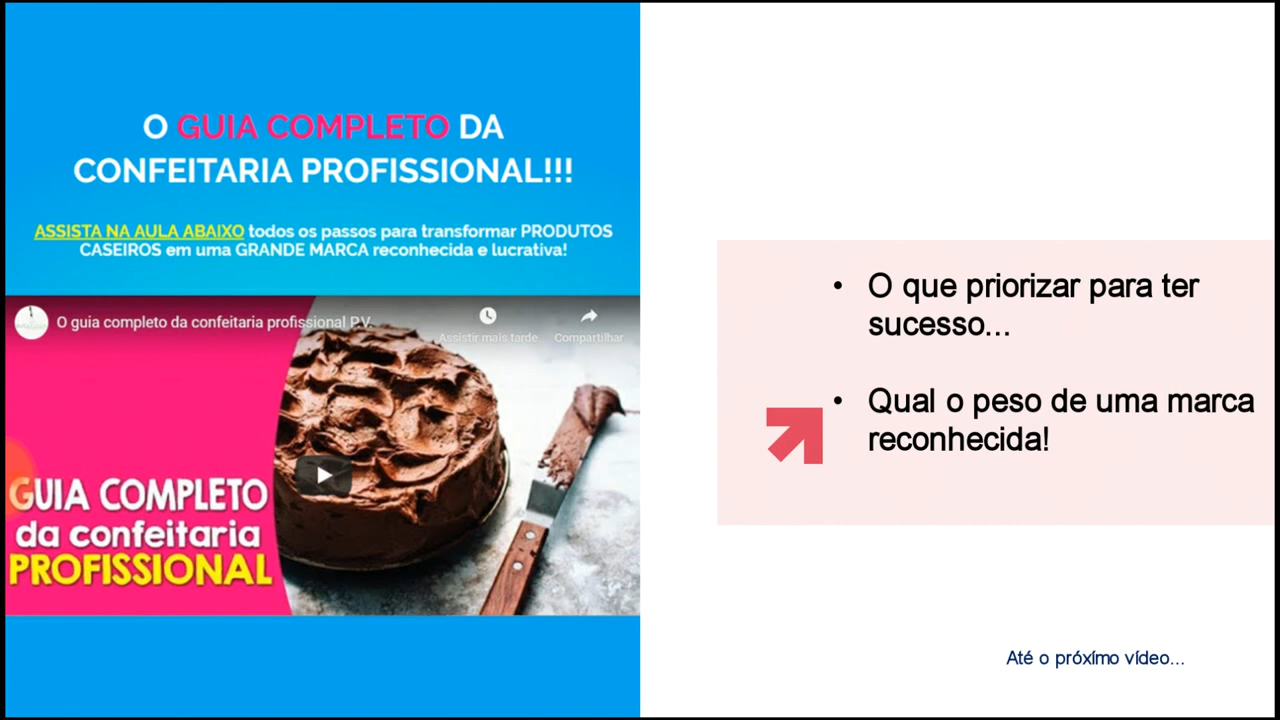 O GUIA COMPLETO DA
CONFEITARIA PROFISSIONAL!!!
ASSISTA NA AULA ABAIXO todos os passos para transformar PRODUTOS
CASEIROS em uma GRANDE MARCA reconhecida e lucrativa!
O guia completo da confeitaria profissional P.V.
Assistir mais tarde
Compartilhar
GUIA COMPLETO
da confeitaria
PROFISSIONAL
• O que priorizar para ter
sucesso...
• Qual o peso de uma marca
reconhecida!
Até o próxímo vídeo...